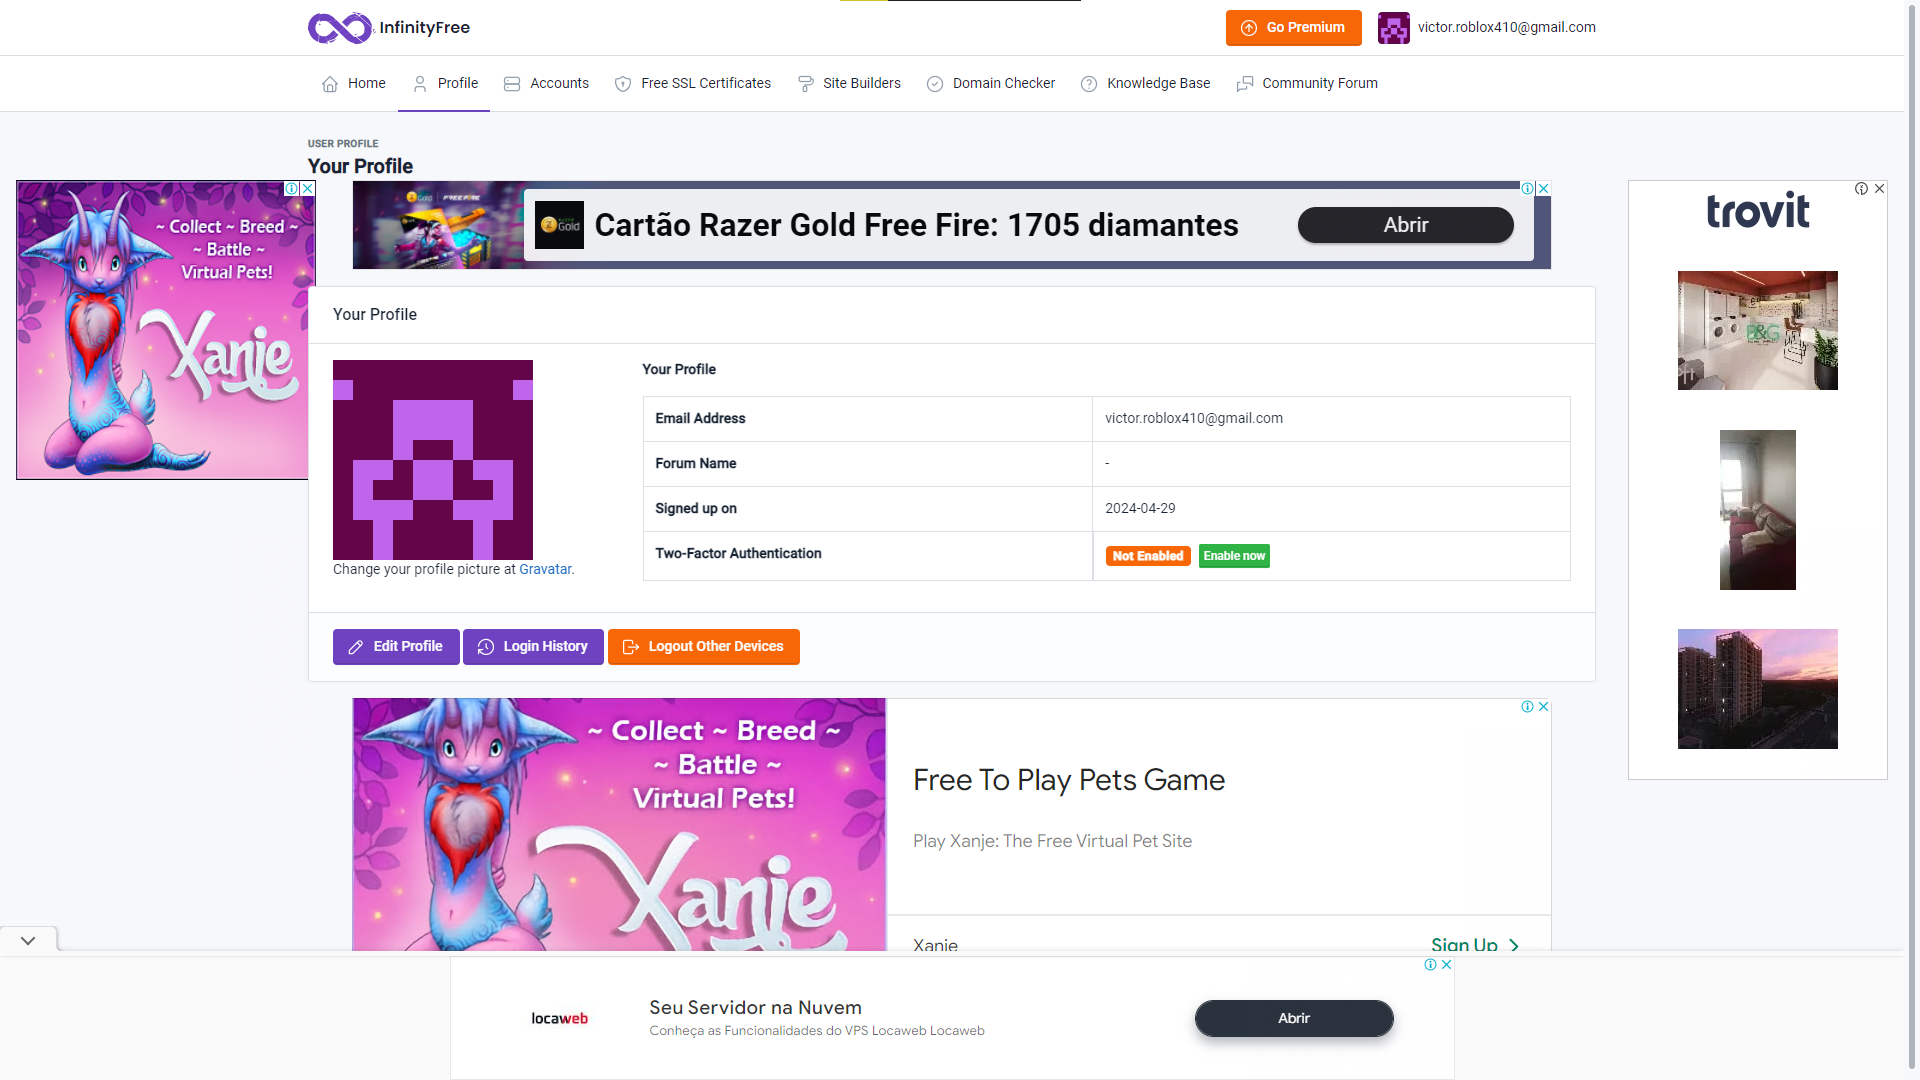 InfinityFree
Go Premium
victor.roblox410@gmail.com
Home
Profile
Accounts
Free SSL Certificates
Site Builders
Domain Checker
Knowledge Base
Community Forum
USER PROFILE
Your Profile
~ Collect ~ Breed ~
~ Battle ~
Virtual Pets!
Xanje
Gold
FREE FIRE
Gold
Cartão Razer Gold Free Fire: 1705 diamantes
Abrir
trovit
Your Profile
Your Profile
Email Address
victor.roblox410@gmail.com
Forum Name
-
Signed up on
2024-04-29
Two-Factor Authentication
Not Enabled
Enable now
Change your profile picture at Gravatar.
Edit Profile
Login History
Logout Other Devices
~ Collect ~ Breed ~
~ Battle ~
Virtual Pets!
Xanje
Free To Play Pets Game
Play Xanje: The Free Virtual Pet Site
Xanje
Sign Up
locaweb
Seu Servidor na Nuvem
Conheça as Funcionalidades do VPS Locaweb Locaweb
Abrir